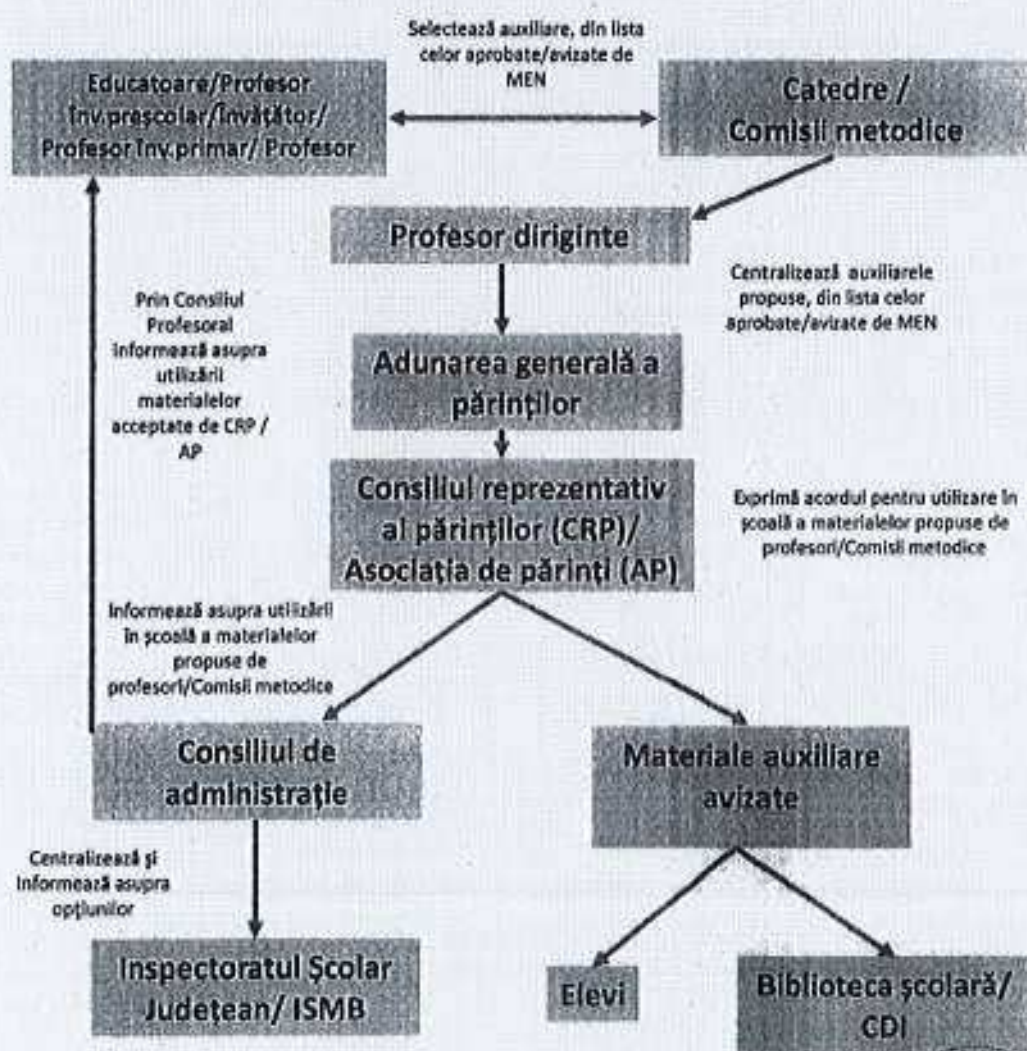 Selectează auxiliare, din lista
celor aprobate/avizate de
MEN
Educatoare/Profesor
înv.preșcolar/Învățător/
Profesor înv.primar/ Profesor
Catedre /
Comisii metodice
Profesor diriginte
Centralizează auxiliarele
propuse, din lista celor
aprobate/avizate de MEN
Prin Consiliul
Profesoral
informează asupra
utilizării
materialelor
acceptate de CRP /
AP
Adunarea generală a
părinților
Consiliul reprezentativ
al părinților (CRP)/
Asociația de părinți (AP)
Exprimă acordul pentru utilizare în
școală a materialelor propuse de
profesori/Comisii metodice
Informează asupra utilizării
în școală a materialelor
propuse de
profesori/Comisii metodice
Consiliul de
administrație
Materiale auxiliare
avizate
Centralizează și
informează asupra
opțiunilor
Inspectoratul Școlar
Județean/ ISMB
Elevi
Biblioteca școlară/
CDI